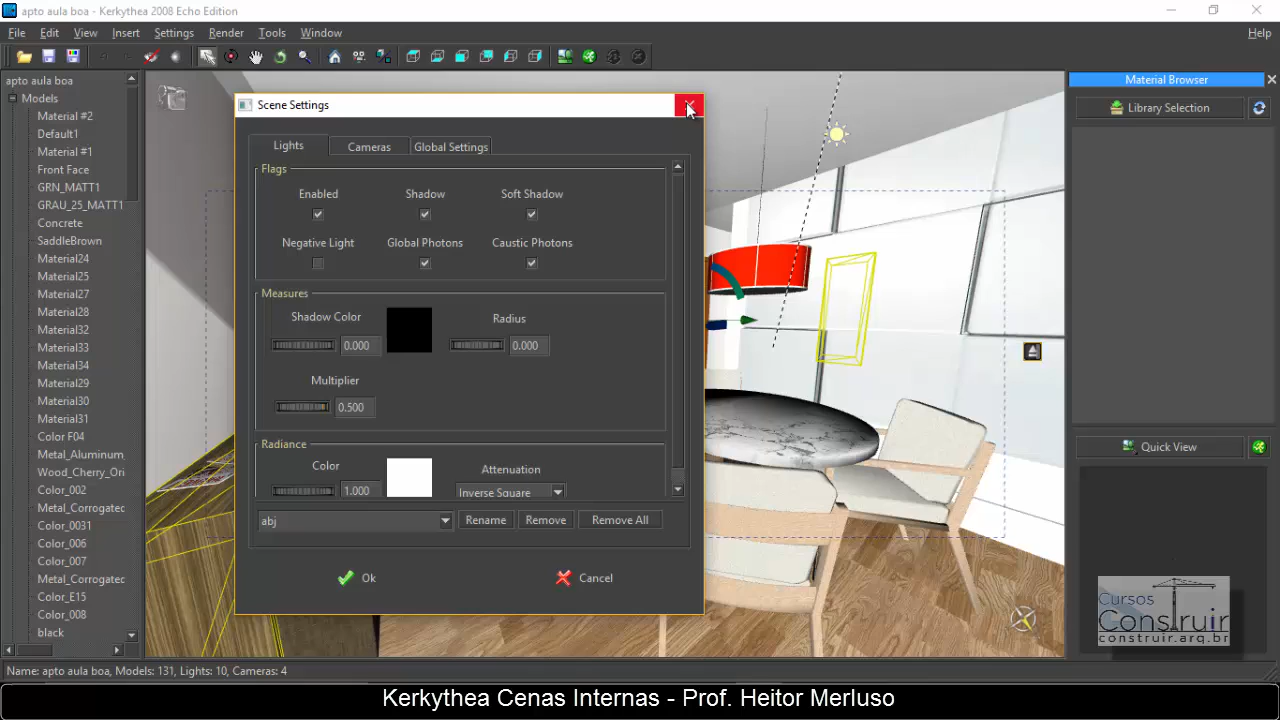 apto aula boa - Kerkythea 2008 Echo Edition
File Edit View Insert Settings Render Tools Window Help
apto aula boa
Models
Material #2
Default1
Material #1
Front Face
GRN_MATT1
GRAU_25_MATT1
Concrete
SaddleBrown
Material24
Material25
Material27
Material28
Material32
Material33
Material34
Material29
Material30
Material31
Color F04
Metal_Aluminum_
Wood_Cherry_Ori
Color_002
Metal_Corrogatec
Color_0031
Color_006
Color_007
Metal_Corrogatec
Color_E15
Color_008
black
Scene Settings
Lights Cameras Global Settings
Flags
Enabled Shadow Soft Shadow
Negative Light Global Photons Caustic Photons
Measures
Shadow Color Radius
0.000 0.000
Multiplier
0.500
Radiance
Color Attenuation
1.000 Inverse Square
abj Rename Remove Remove All
Ok Cancel
Material Browser
Library Selection
Quick View
Cursos
Construir
construir.arq.br
Name: apto aula boa, Models: 131, Lights: 10, Cameras: 4
Kerkythea Cenas Internas - Prof. Heitor Merluso